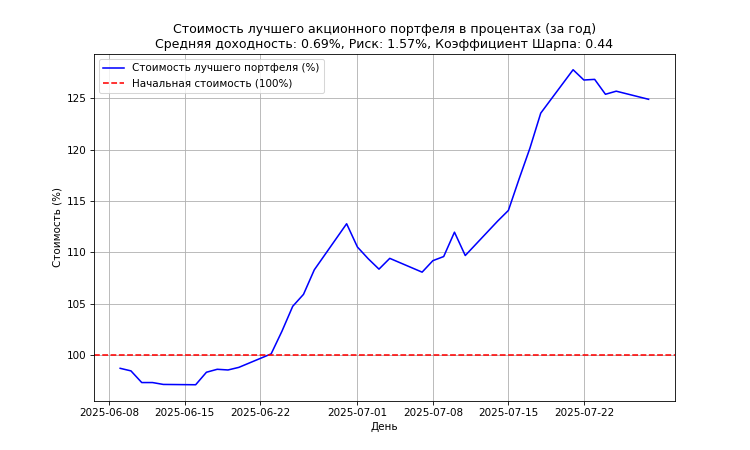 Стоимость лучшего акционного портфеля в процентах (за год)
Средняя доходность: 0.69%, Риск: 1.57%, Коэффициент Шарпа: 0.44
Стоимость лучшего портфеля (%)
Начальная стоимость (100%)
Стоимость (%)
125
120
115
110
105
100
2025-06-08
2025-06-15
2025-06-22
2025-07-01
2025-07-08
2025-07-15
2025-07-22
День